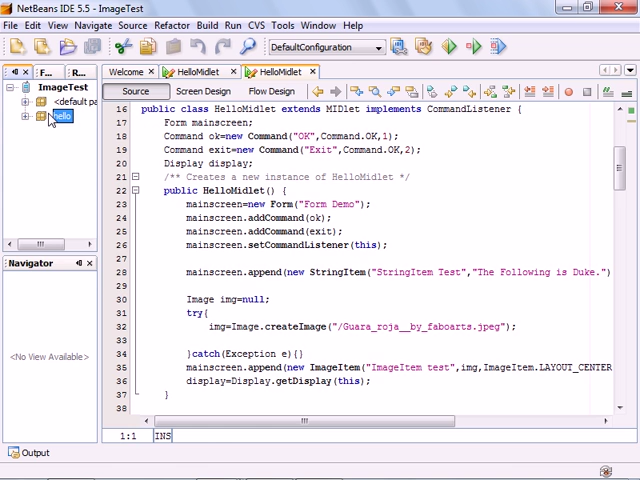 NetBeans IDE 5.5 - ImageTest
File Edit View Navigate Source Refactor Build Run CVS Tools Window Help
DefaultConfiguration
F... R...
Welcome HelloMidlet HelloMidlet
Source Screen Design Flow Design
ImageTest
<default pa
hello
16 public class HelloMidlet extends MIDlet implements CommandListener {
17 Form mainscreen;
18 Command ok=new Command("OK",Command.OK,1);
19 Command exit=new Command("Exit",Command.OK,2);
20 Display display;
21 /** Creates a new instance of HelloMidlet */
22 public HelloMidlet() {
23 mainscreen=new Form("Form Demo");
24 mainscreen.addCommand(ok);
25 mainscreen.addCommand(exit);
26 mainscreen.setCommandListener(this);
27
28 mainscreen.append(new StringItem("StringItem Test","The Following is Duke.")
29
30 Image img=null;
31 try{
32 img=Image.createImage("/Guara_roja__by_faboarts.jpeg");
33
34 }catch(Exception e){}
35 mainscreen.append(new ImageItem("ImageItem test",img,ImageItem.LAYOUT_CENTER
36 display=Display.getDisplay(this);
37 }
38
Navigator
<No View Available>
1:1 INS
Output